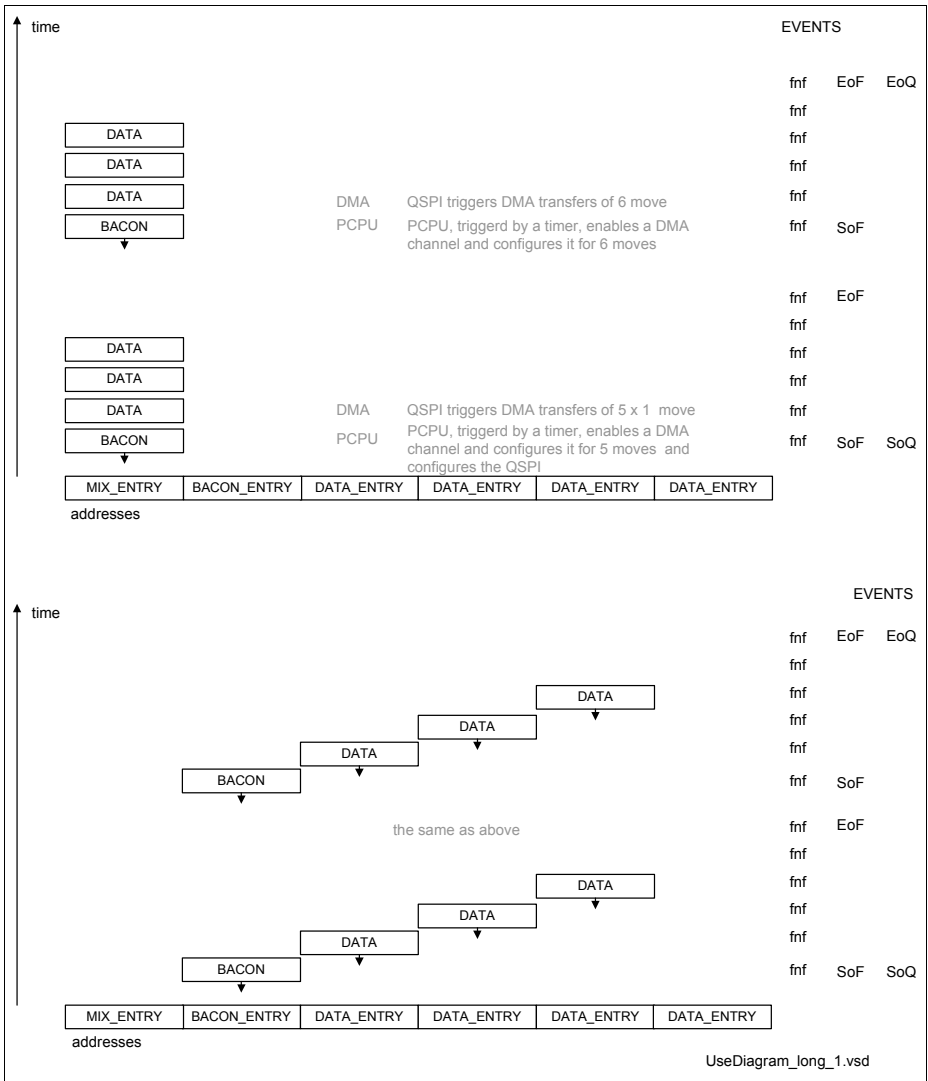 time EVENTS
fnf EoF EoQ
fnf
DATA fnf
DATA fnf
DATA DMA QSPI triggers DMA transfers of 6 move fnf
BACON PCPU PCPU, triggerd by a timer, enables a DMA fnf SoF
channel and configures it for 6 moves
fnf EoF
fnf
DATA fnf
DATA fnf
DATA DMA QSPI triggers DMA transfers of 5 x 1 move fnf
BACON PCPU PCPU, triggerd by a timer, enables a DMA fnf SoF SoQ
channel and configures it for 5 moves and
configures the QSPI
MIX_ENTRY BACON_ENTRY DATA_ENTRY DATA_ENTRY DATA_ENTRY DATA_ENTRY
addresses
EVENTS
time
fnf EoF EoQ
fnf
DATA fnf
DATA fnf
DATA fnf
BACON fnf SoF
the same as above fnf EoF
fnf
DATA fnf
DATA fnf
DATA fnf
BACON fnf SoF SoQ
MIX_ENTRY BACON_ENTRY DATA_ENTRY DATA_ENTRY DATA_ENTRY DATA_ENTRY
addresses
UseDiagram_long_1.vsd